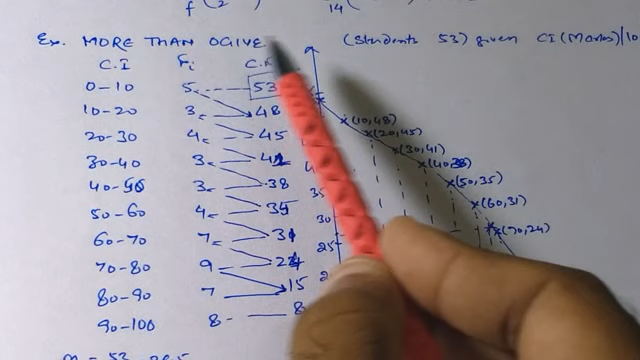 f (2
14
Ex. MORE THAN OGIVE (Students 53) given CI (Marks) | 10
C.I Fi C.F
0-10 5 53
10-20 3 48 (10,48)
20-30 4 45 (20,45)
30-40 3 41 (30,41)
40-50 3 38 (40,38)
50-60 4 35 35 (50,35)
60-70 7 31 30 (60,31)
70-80 9 24 25 (70,24)
80-90 7 15
90-100 8 8
n = 53